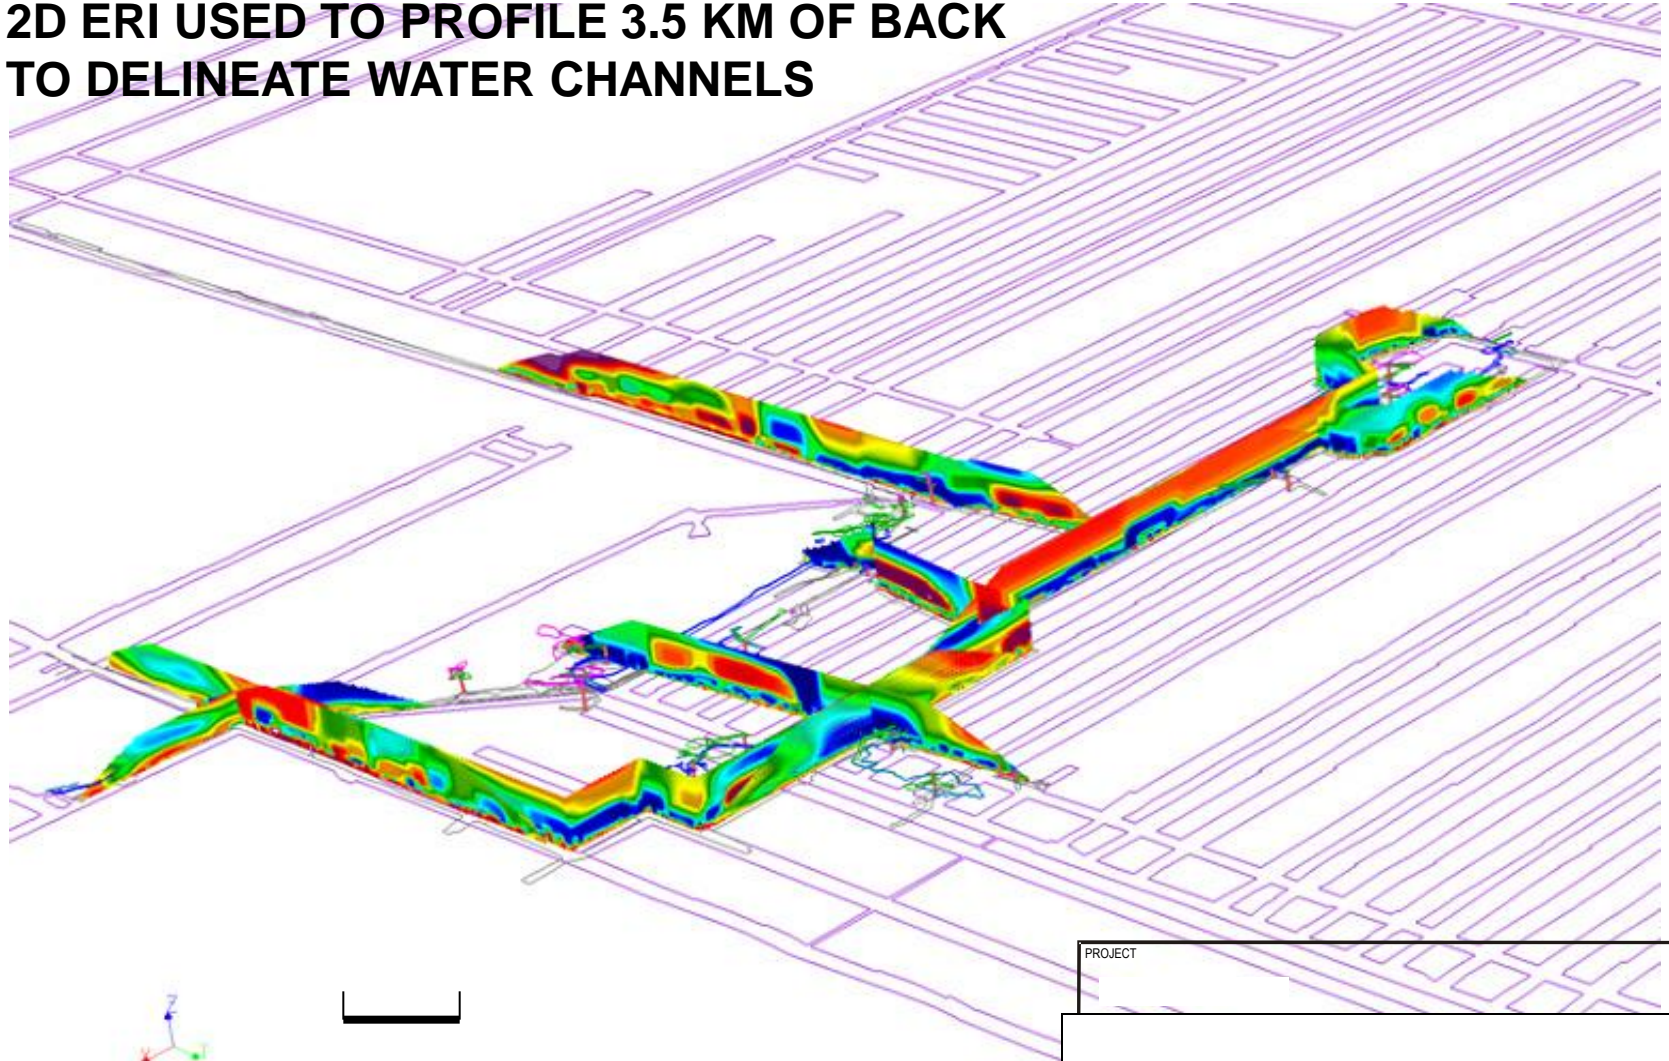 2D ERI USED TO PROFILE 3.5 KM OF BACK
TO DELINEATE WATER CHANNELS
PROJECT
Z
X
Y